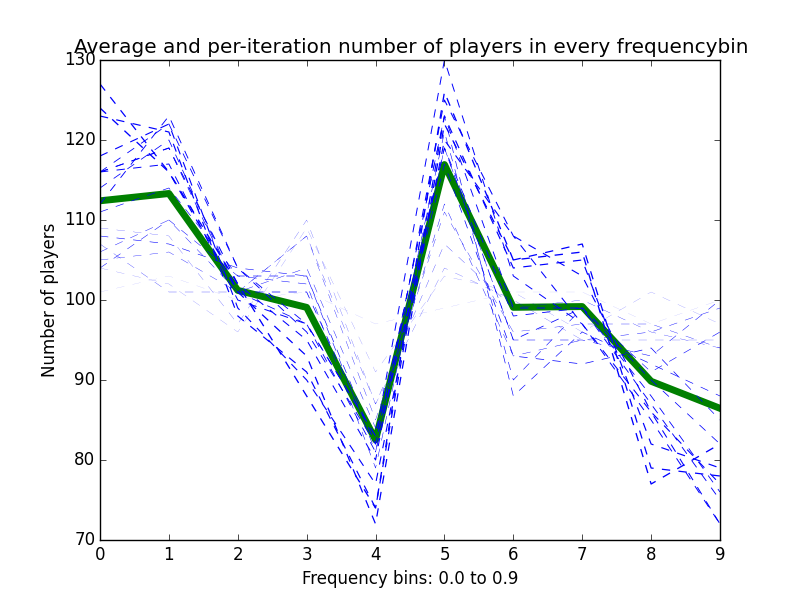 Average and per-iteration number of players in every frequencybin
130
120
110
100
90
80
70
Number of players
0 1 2 3 4 5 6 7 8 9
Frequency bins: 0.0 to 0.9